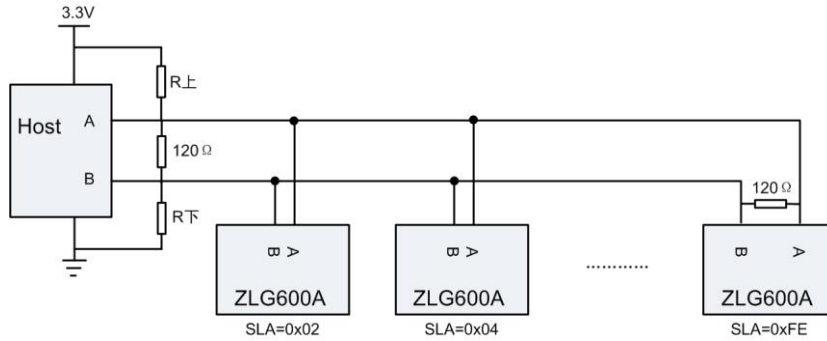 3.3V
R上
Host
A
120Ω
B
R下
120Ω
B A
B A
............
B A
ZLG600A
ZLG600A
ZLG600A
SLA=0x02
SLA=0x04
SLA=0xFE